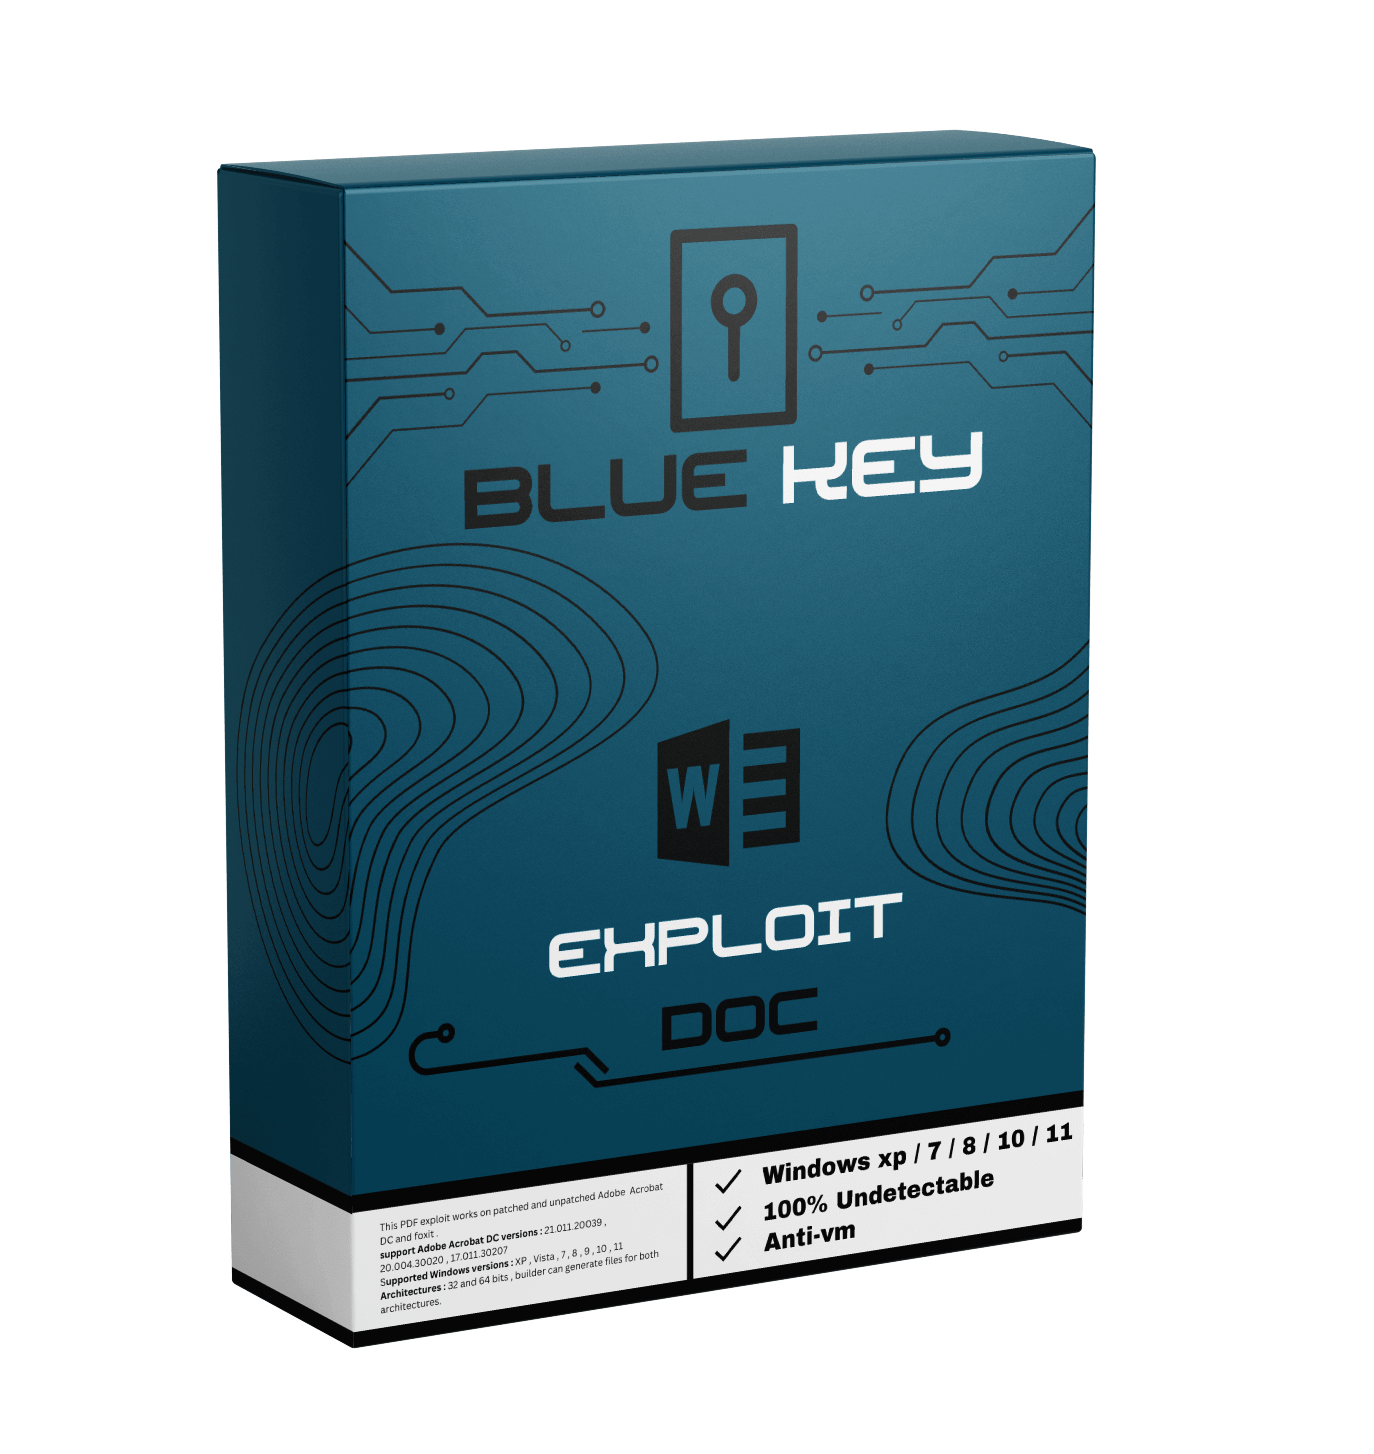 BLUE KEY
W
EXPLOIT
DOC
This PDF exploit works on patched and unpatched Adobe Acrobat
DC and foxit .
support Adobe Acrobat DC versions : 21.011.20039 ,
20.004.30020 , 17.011.30207
Supported Windows versions : XP , Vista , 7 , 8 , 9 , 10 , 11
Architectures : 32 and 64 bits , builder can generate files for both
architectures.
Windows xp / 7 / 8 / 10 / 11
100% Undetectable
Anti-vm